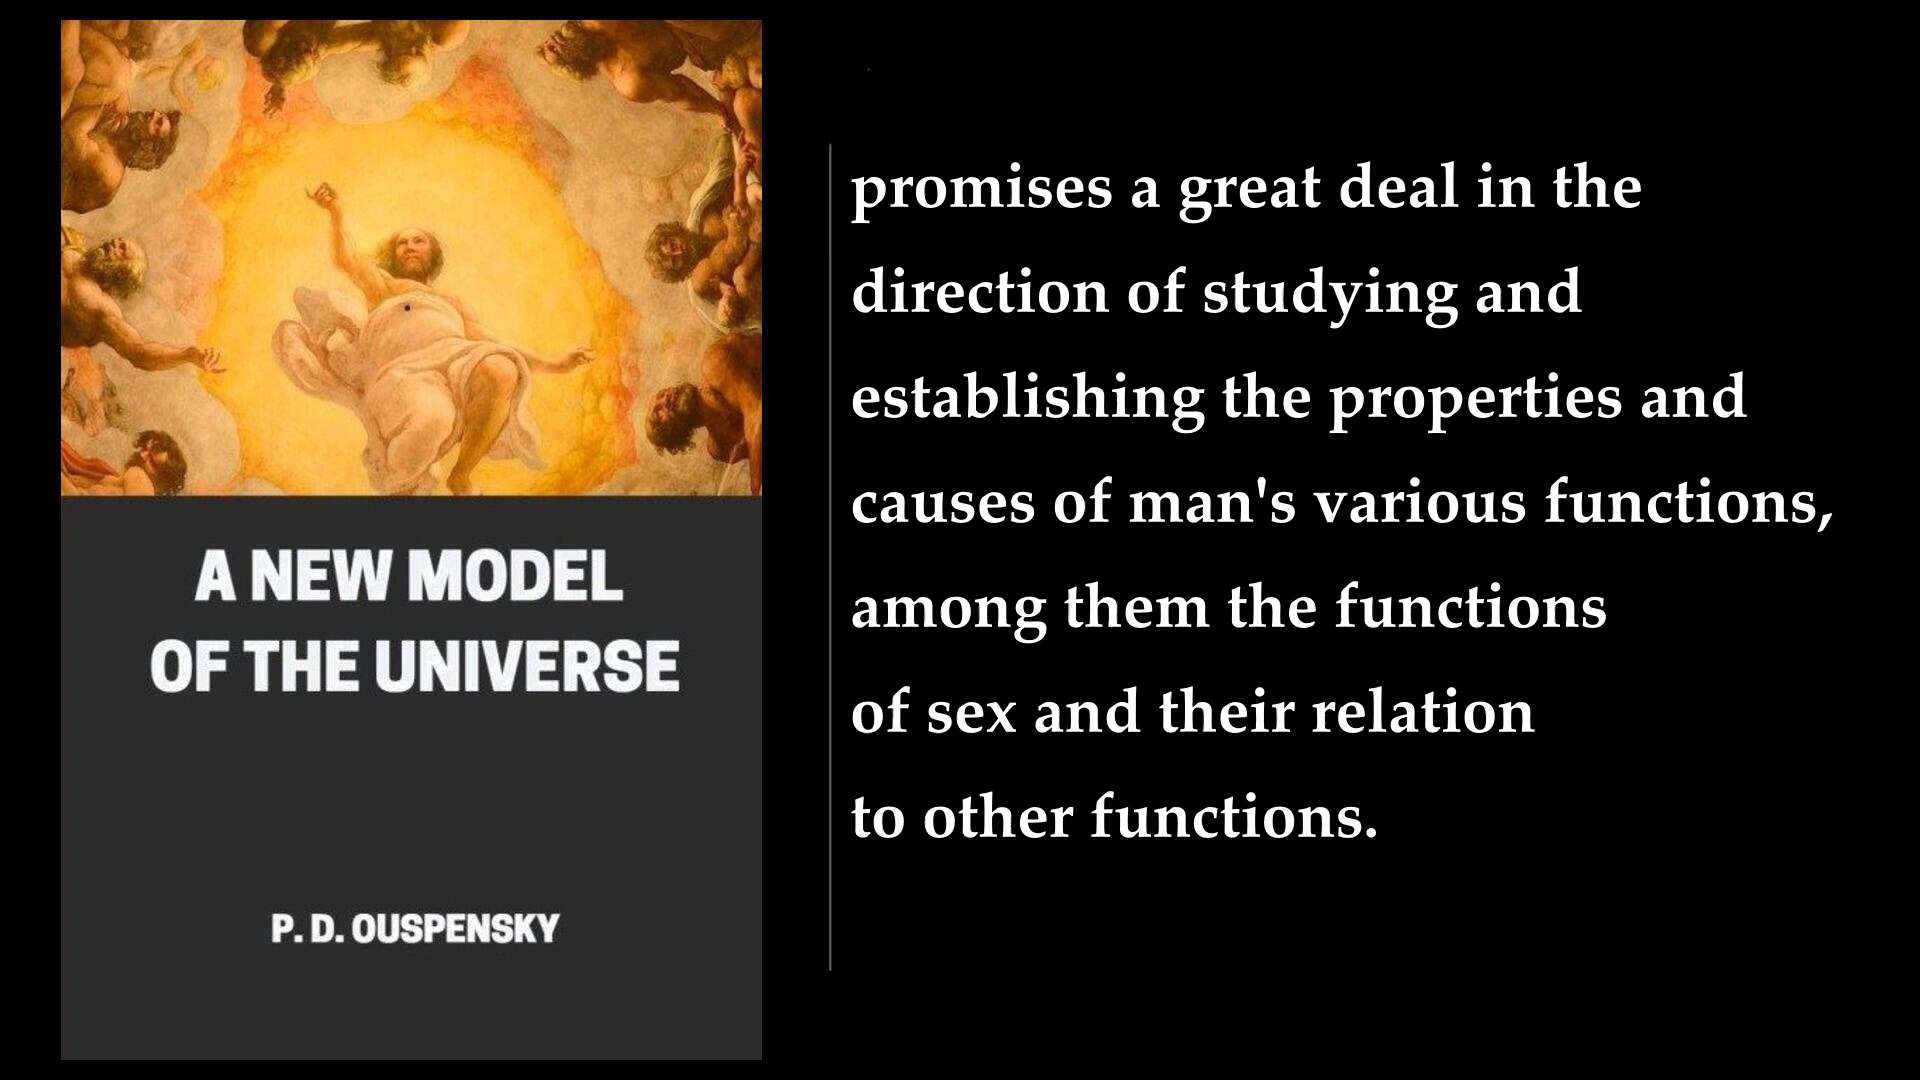 A NEW MODEL
OF THE UNIVERSE
P. D. OUSPENSKY
promises a great deal in the
direction of studying and
establishing the properties and
causes of man's various functions,
among them the functions
of sex and their relation
to other functions.